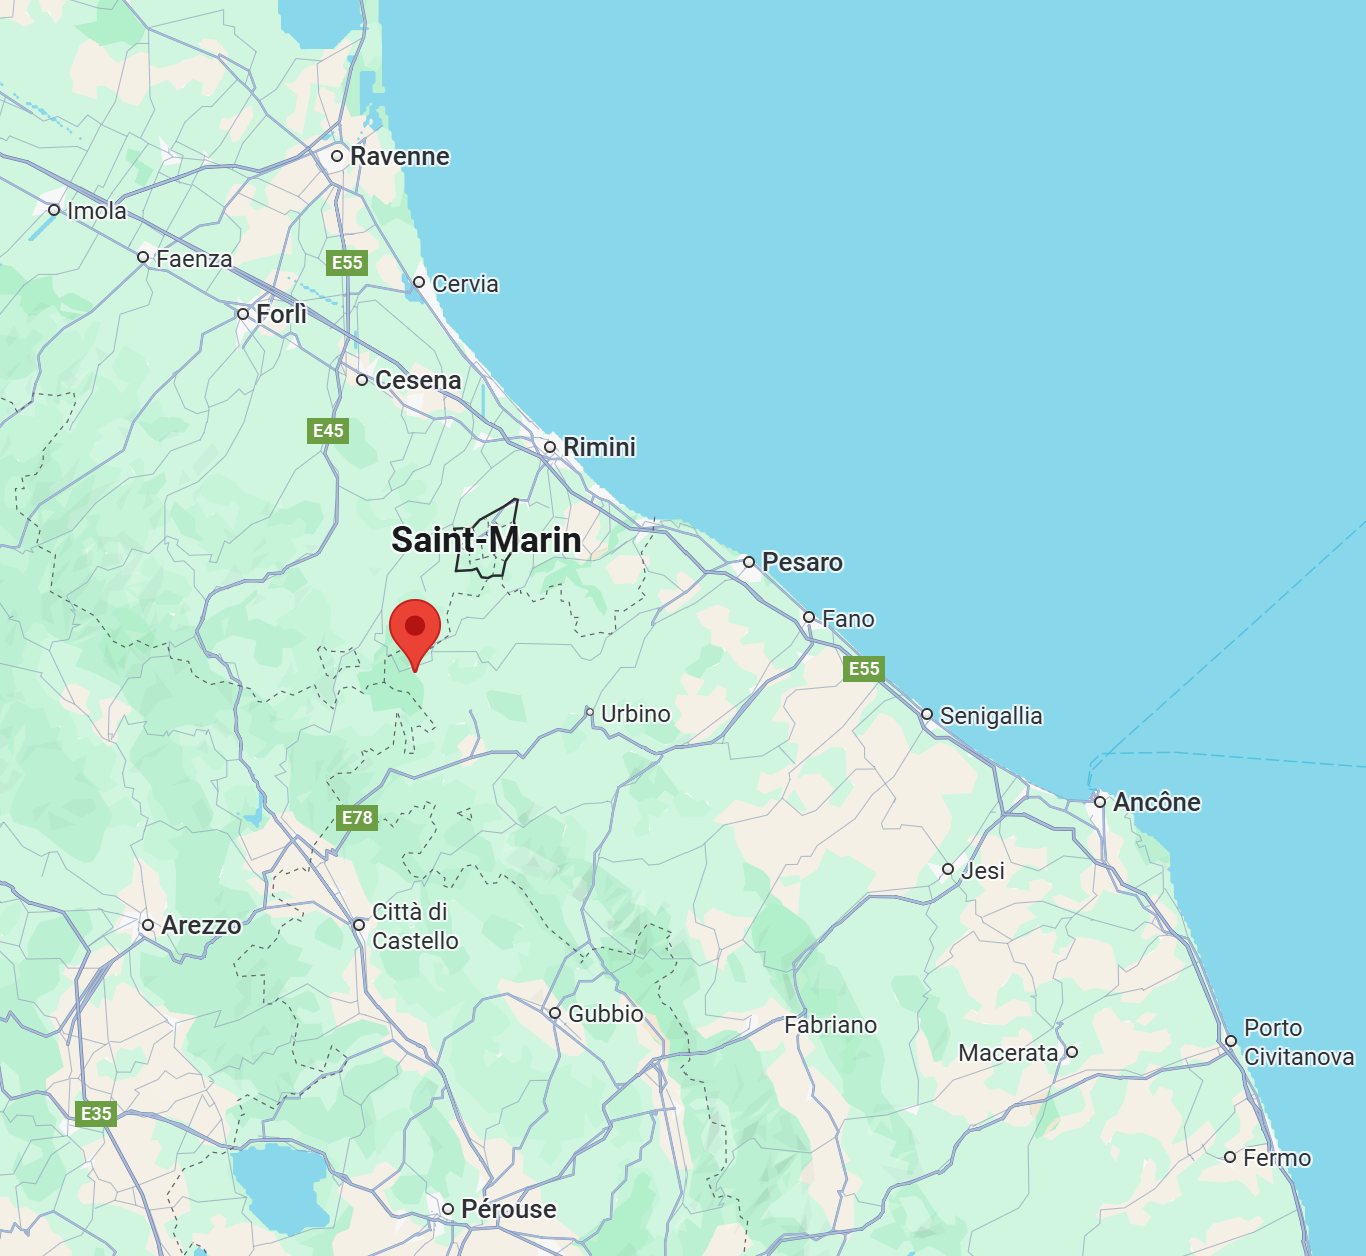 Ravenne
Imola
Faenza
E55
Cervia
Forlì
Cesena
E45
Rimini
Saint-Marin
Pesaro
Fano
E55
Urbino
Senigallia
E78
Ancône
Jesi
Arezzo
Città di
Castello
Gubbio
Fabriano
Macerata
Porto
Civitanova
E35
Fermo
Pérouse